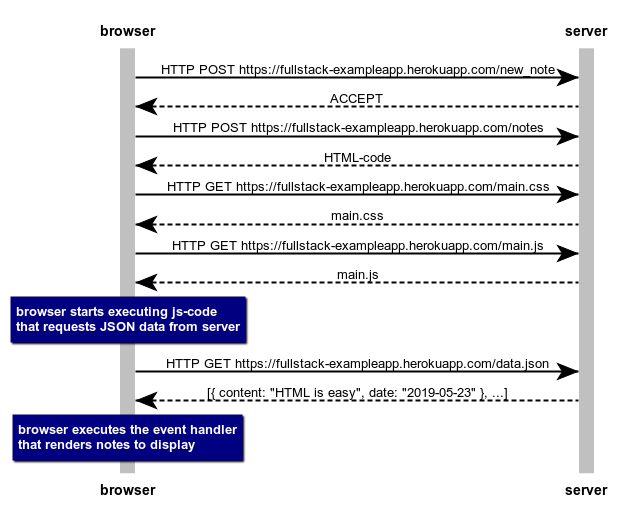 browser server
HTTP POST https://fullstack-exampleapp.herokuapp.com/new_note
ACCEPT
HTTP POST https://fullstack-exampleapp.herokuapp.com/notes
HTML-code
HTTP GET https://fullstack-exampleapp.herokuapp.com/main.css
main.css
HTTP GET https://fullstack-exampleapp.herokuapp.com/main.js
main.js
browser starts executing js-code
that requests JSON data from server
HTTP GET https://fullstack-exampleapp.herokuapp.com/data.json
[{ content: "HTML is easy", date: "2019-05-23" }, ...]
browser executes the event handler
that renders notes to display
browser server